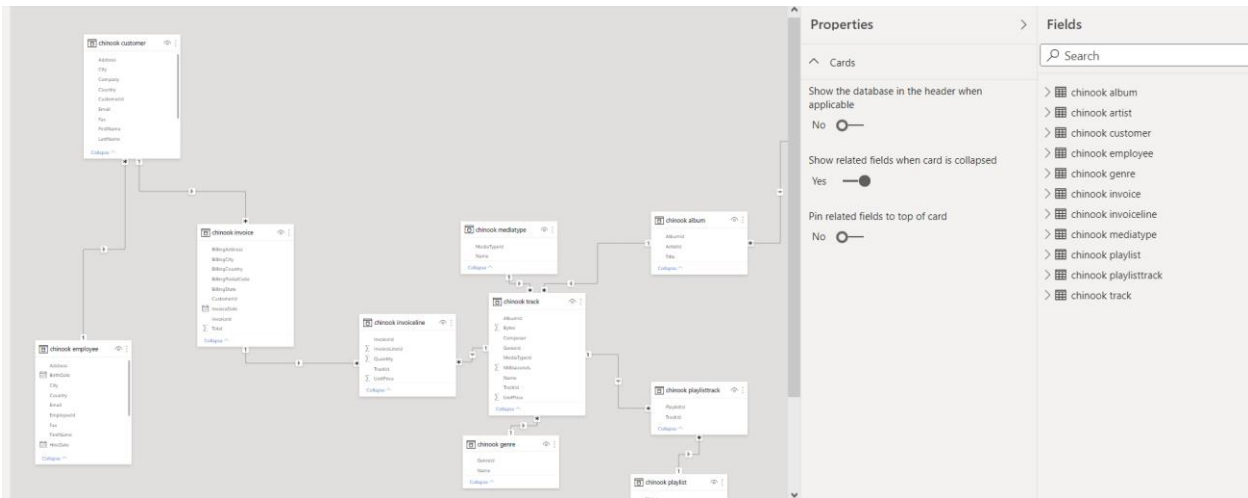 chinook customer
Address
City
Company
Country
CustomerId
Email
Fax
FirstName
LastName
Collapse
chinook invoice
BillingAddress
BillingCity
BillingCountry
BillingPostalCode
BillingState
CustomerId
InvoiceDate
InvoiceId
Total
Collapse
chinook employee
Address
BirthDate
City
Country
Email
EmployeeId
Fax
FirstName
HireDate
Collapse
chinook invoiceline
InvoiceId
InvoiceLineId
Quantity
TrackId
UnitPrice
Collapse
chinook mediatype
MediaTypeId
Name
Collapse
chinook track
AlbumId
Bytes
Composer
GenreId
MediaTypeId
Milliseconds
Name
TrackId
UnitPrice
Collapse
chinook genre
GenreId
Name
Collapse
chinook album
AlbumId
ArtistId
Title
Collapse
chinook playlisttrack
PlaylistId
TrackId
Collapse
chinook playlist
Properties
Cards
Show the database in the header when
applicable
No
Show related fields when card is collapsed
Yes
Pin related fields to top of card
No
Fields
Search
chinook album
chinook artist
chinook customer
chinook employee
chinook genre
chinook invoice
chinook invoiceline
chinook mediatype
chinook playlist
chinook playlisttrack
chinook track